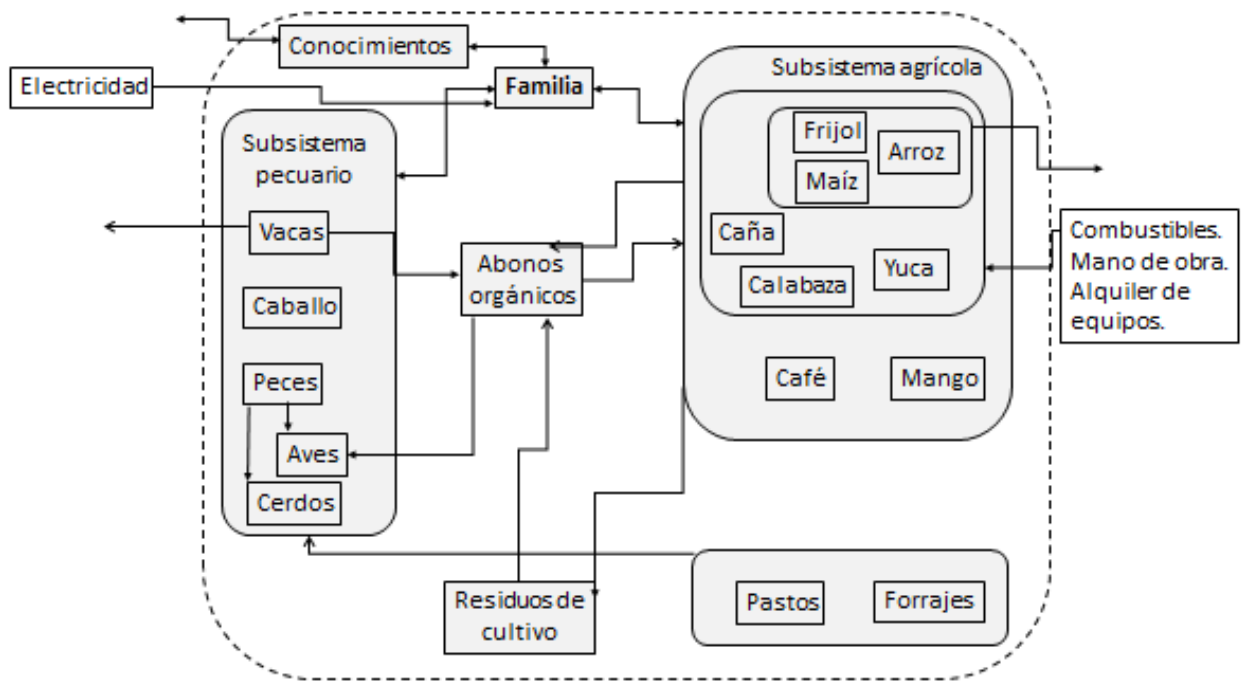 Conocimientos
Electricidad
Familia
Subsistema agrícola
Subsistema
pecuario
Frijol
Arroz
Maíz
Vacas
Caña
Combustibles.
Mano de obra.
Alquiler de
equipos.
Abonos
orgánicos
Yuca
Calabaza
Caballo
Peces
Café
Mango
Aves
Cerdos
Residuos de
cultivo
Pastos
Forrajes